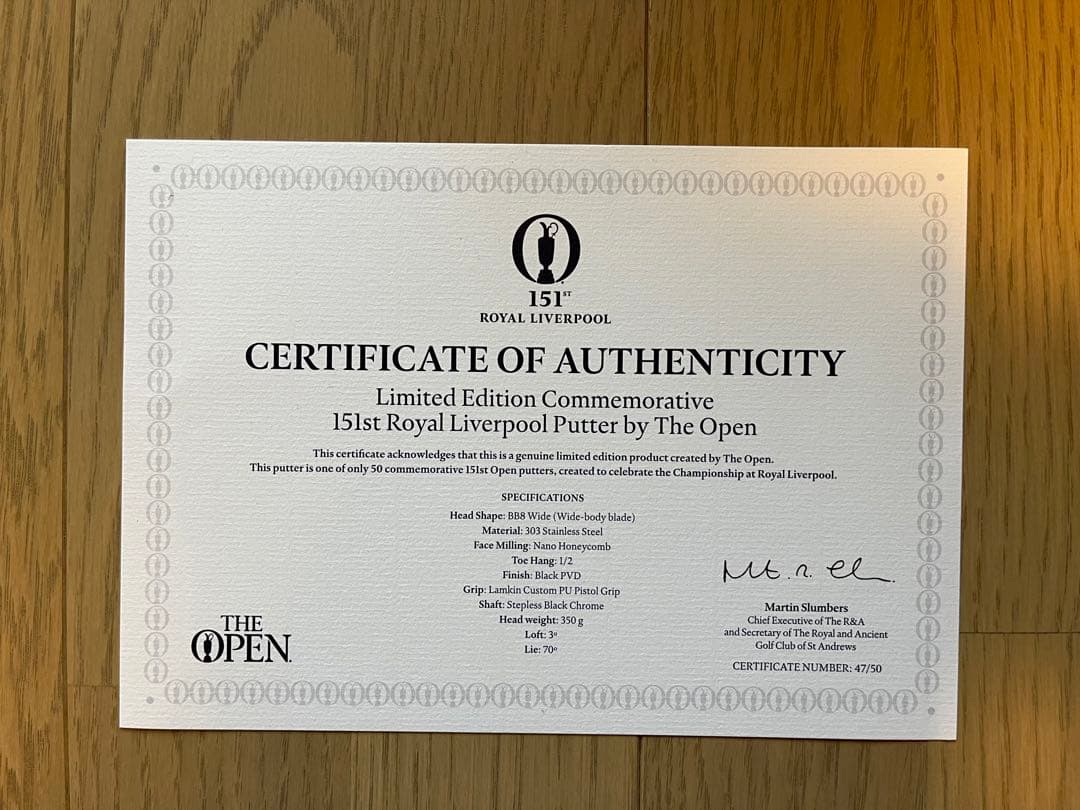 151ST
ROYAL LIVERPOOL
CERTIFICATE OF AUTHENTICITY
Limited Edition Commemorative
151st Royal Liverpool Putter by The Open
This certificate acknowledges that this is a genuine limited edition product created by The Open.
This putter is one of only 50 commemorative 151st Open putters, created to celebrate the Championship at Royal Liverpool.
SPECIFICATIONS
Head Shape: BB8 Wide (Wide-body blade)
Material: 303 Stainless Steel
Face Milling: Nano Honeycomb
Toe Hang: 1/2
Finish: Black PVD
Grip: Lamkin Custom PU Pistol Grip
Shaft: Stepless Black Chrome
Head weight: 350 g
Loft: 3º
Lie: 70º
THE
OPEN
Martin Slumbers
Chief Executive of The R&A
and Secretary of The Royal and Ancient
Golf Club of St Andrews
CERTIFICATE NUMBER: 47/50